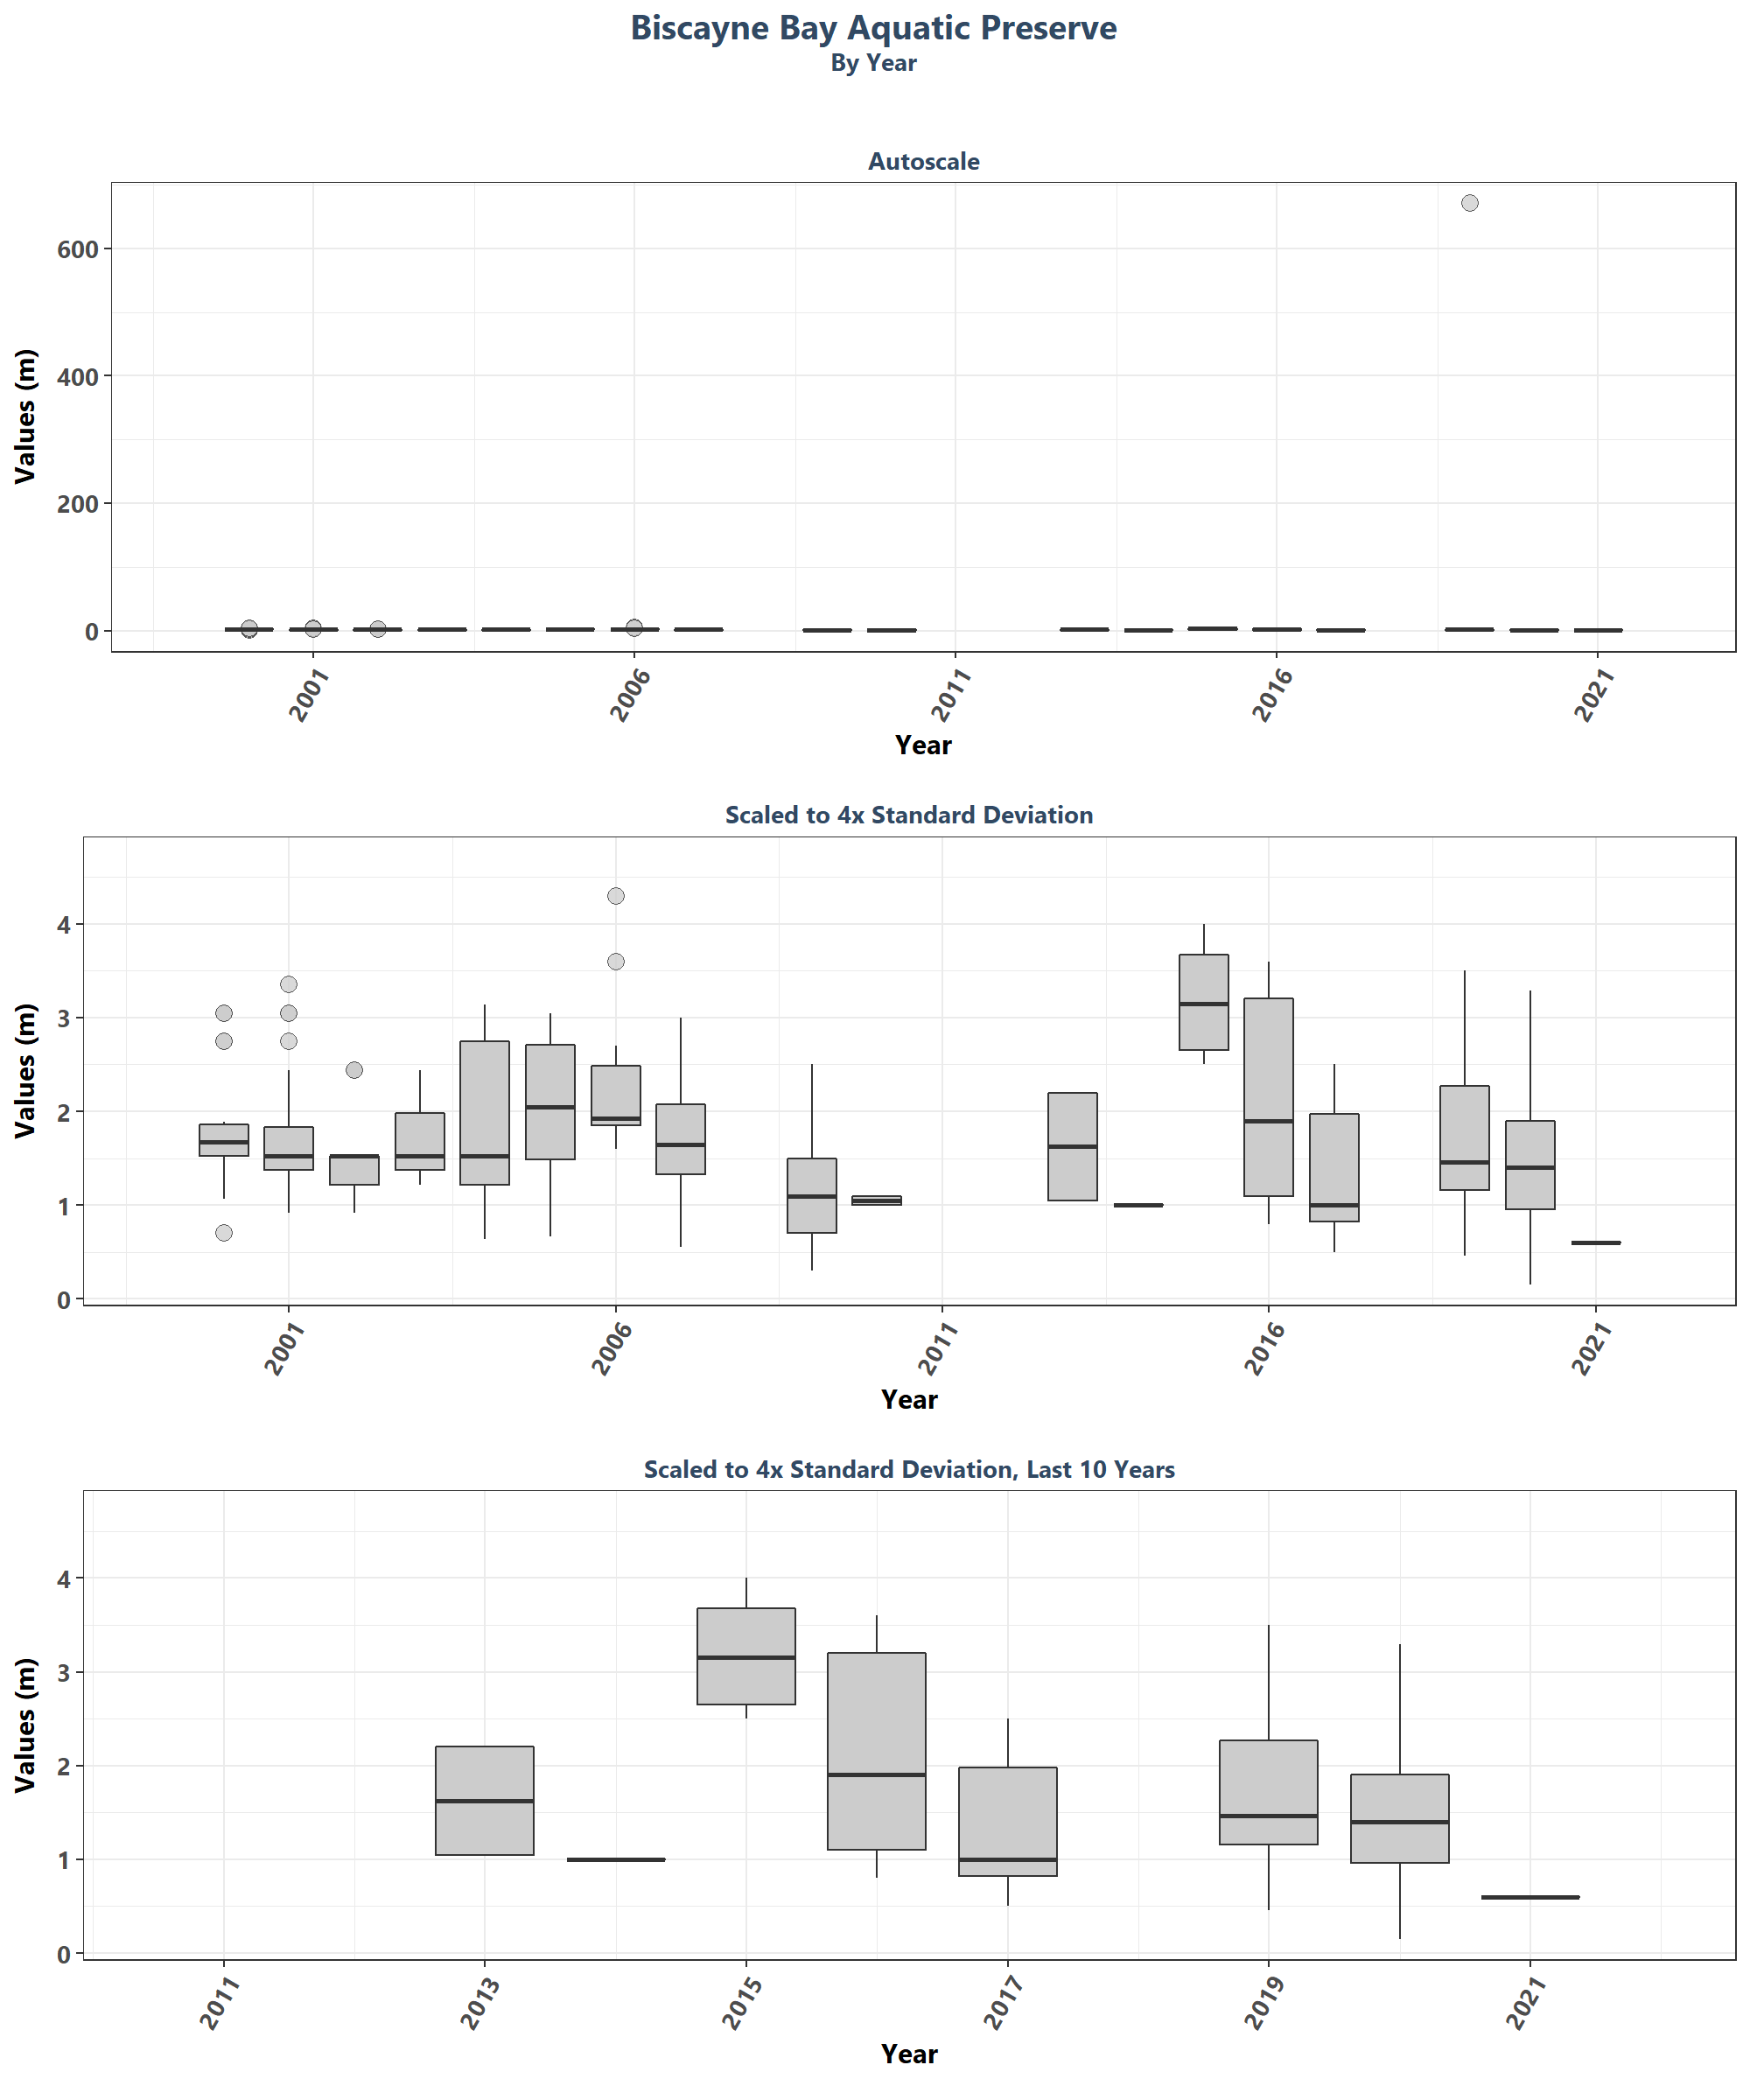 Biscayne Bay Aquatic Preserve
By Year
Autoscale
Values (m)
600
400
200
0
2001
2006
2011
2016
2021
Year
Scaled to 4x Standard Deviation
Values (m)
4
3
2
1
0
2001
2006
2011
2016
2021
Year
Scaled to 4x Standard Deviation, Last 10 Years
Values (m)
4
3
2
1
0
2011
2013
2015
2017
2019
2021
Year